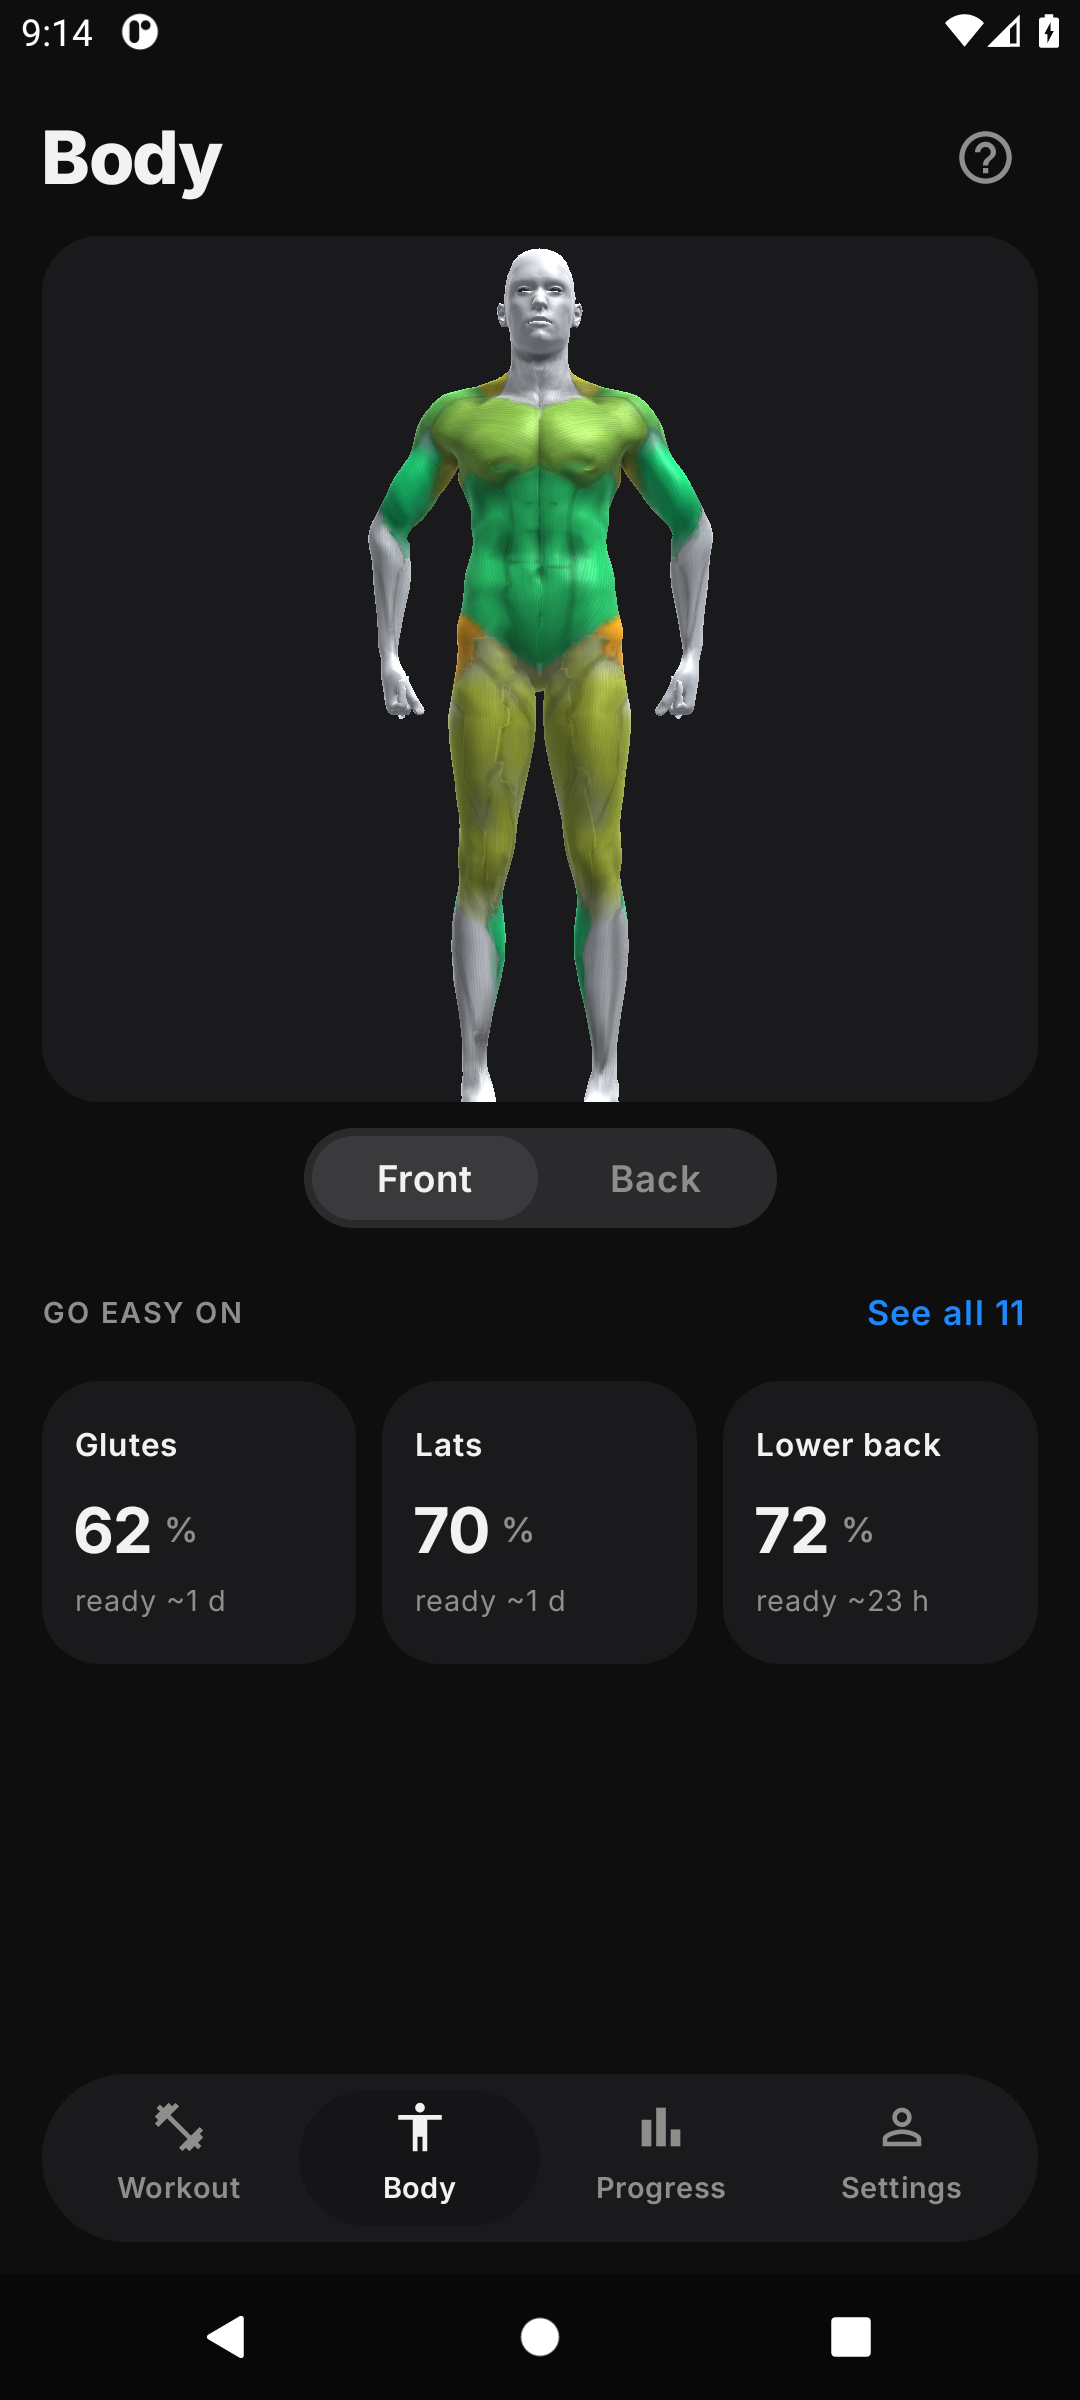 9:14
Body
Front
Back
GO EASY ON
See all 11
Glutes
62 %
ready ~1 d
Lats
70 %
ready ~1 d
Lower back
72 %
ready ~23 h
Workout
Body
Progress
Settings